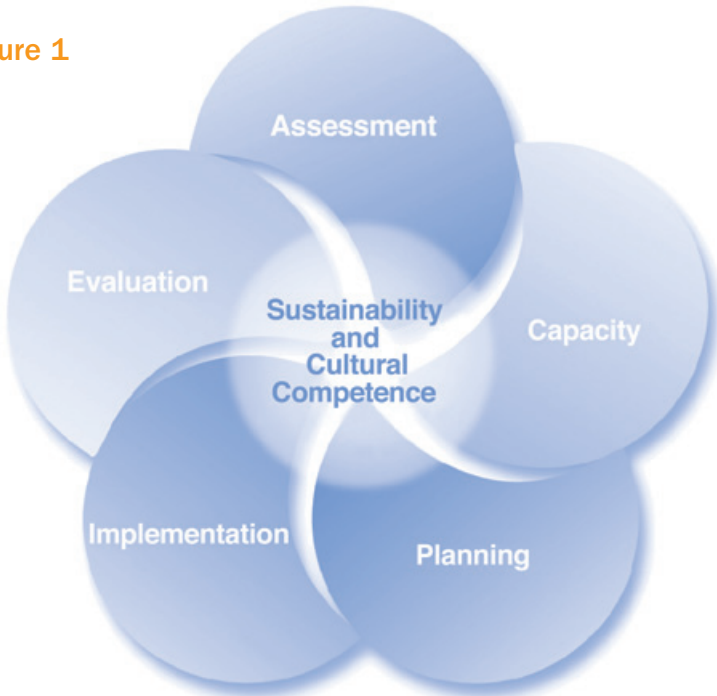 ure 1
Assessment
Evaluation
Sustainability
and
Cultural
Competence
Capacity
Implementation
Planning